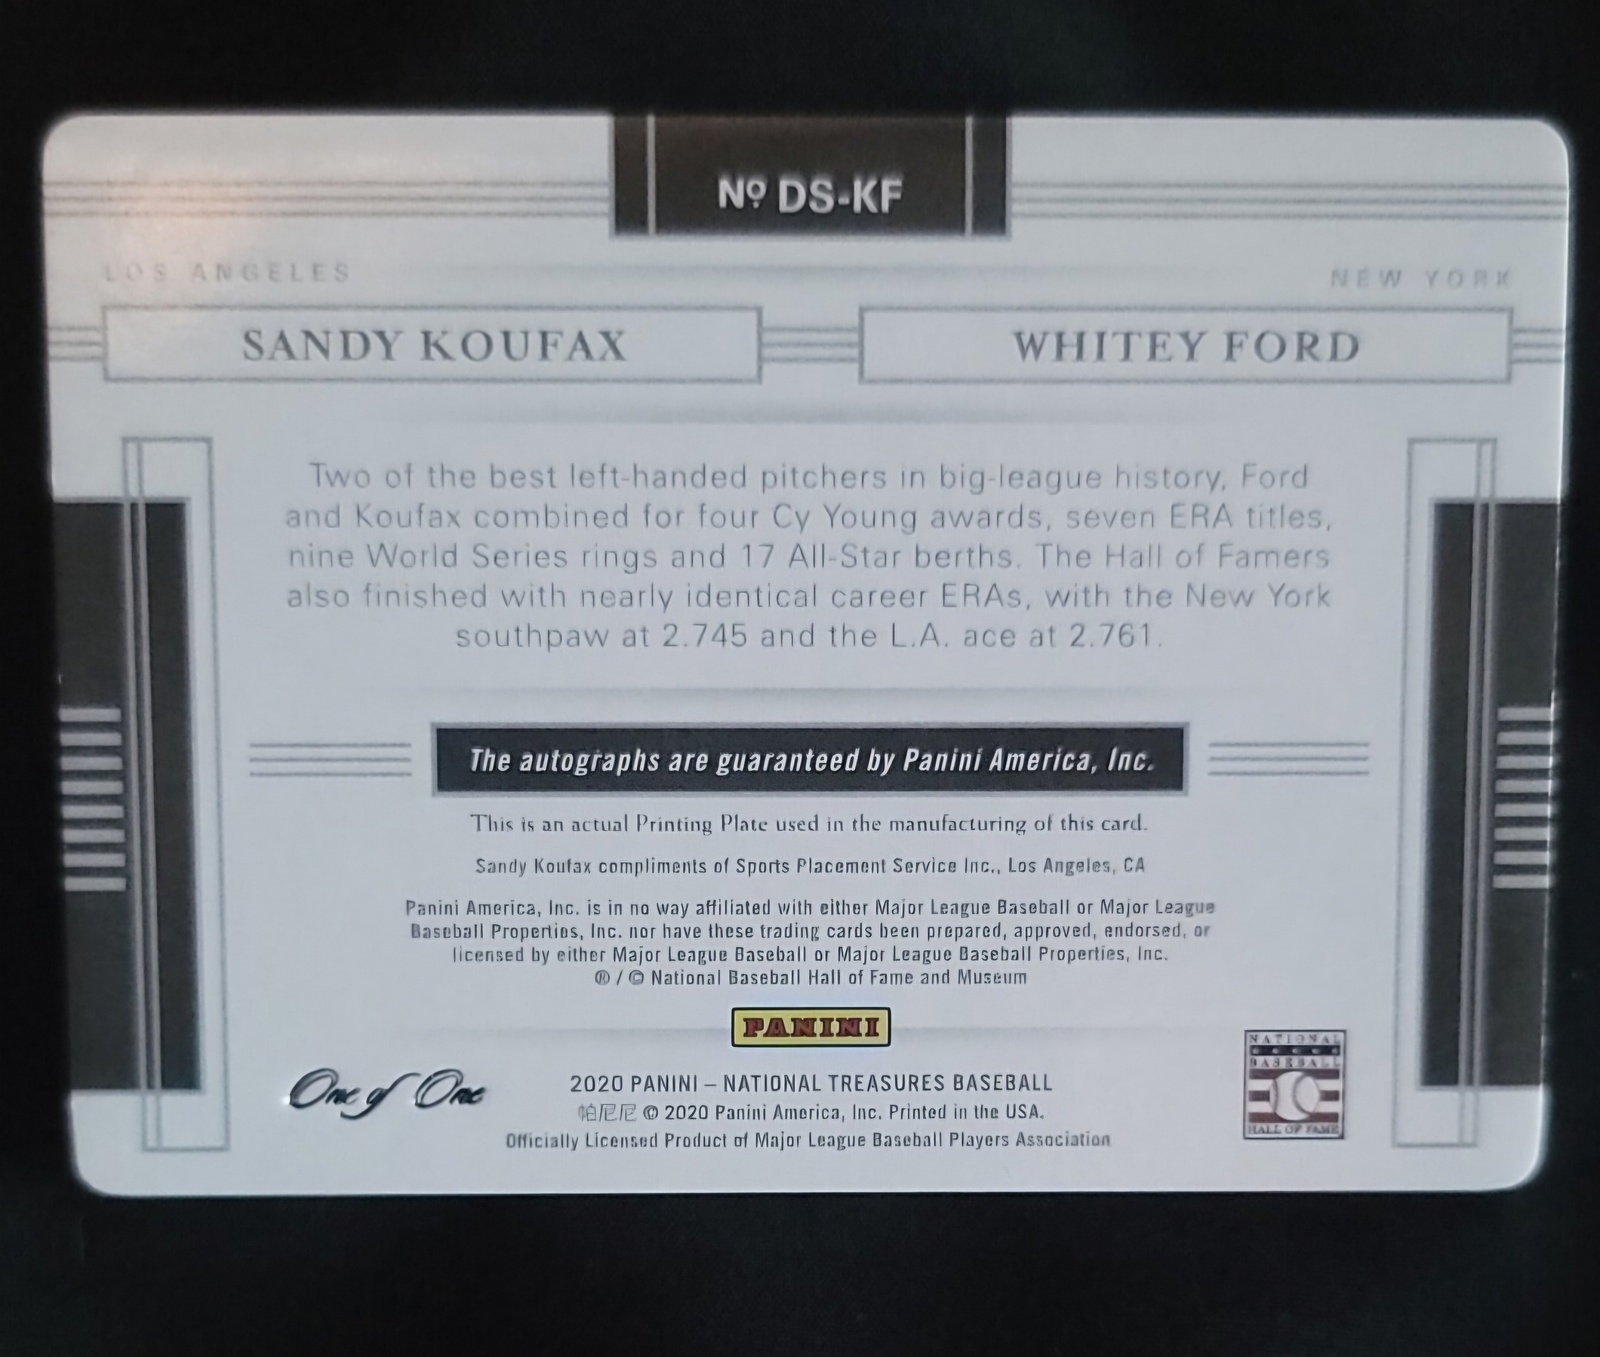 Nº DS-KF
LOS ANGELES
NEW YORK
SANDY KOUFAX
WHITEY FORD
Two of the best left-handed pitchers in big-league history, Ford
and Koufax combined for four Cy Young awards, seven ERA titles,
nine World Series rings and 17 All-Star berths. The Hall of Famers
also finished with nearly identical career ERAs, with the New York
southpaw at 2.745 and the L.A. ace at 2.761.
The autographs are guaranteed by Panini America, Inc.
This is an actual Printing Plate used in the manufacturing of this card.
Sandy Koufax compliments of Sports Placement Service Inc., Los Angeles, CA
Panini America, Inc. is in no way affiliated with either Major League Baseball or Major League
Baseball Properties, Inc. nor have these trading cards been prepared, approved, endorsed, or
licensed by either Major League Baseball or Major League Baseball Properties, Inc.
® / © National Baseball Hall of Fame and Museum
PANINI
One of One
2020 PANINI – NATIONAL TREASURES BASEBALL
帕尼尼 © 2020 Panini America, Inc. Printed in the USA.
Officially Licensed Product of Major League Baseball Players Association
NATIONAL
BASEBALL
HALL OF FAME